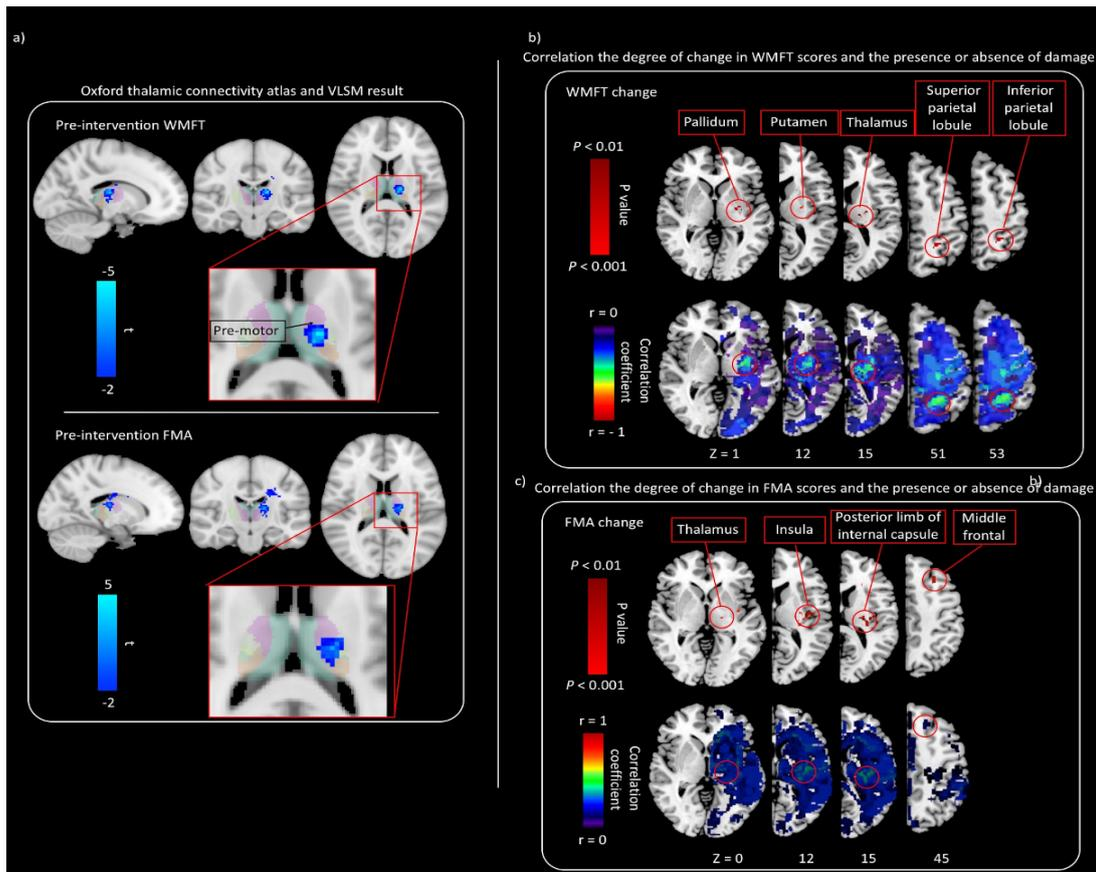 a)
Oxford thalamic connectivity atlas and VLSM result
Pre-intervention WMFT
-5
t
-2
Pre-motor
Pre-intervention FMA
5
t
-2
b)
Correlation the degree of change in WMFT scores and the presence or absence of damage
WMFT change
Pallidum
Putamen
Thalamus
Superior
parietal
lobule
Inferior
parietal
lobule
P < 0.01
P value
P < 0.001
r = 0
Correlation
coefficient
r = - 1
Z = 1
12
15
51
53
c)
Correlation the degree of change in FMA scores and the presence or absence of damage
b)
FMA change
Thalamus
Insula
Posterior limb of
internal capsule
Middle
frontal
P < 0.01
P value
P < 0.001
r = 1
Correlation
coefficient
r = 0
Z = 0
12
15
45